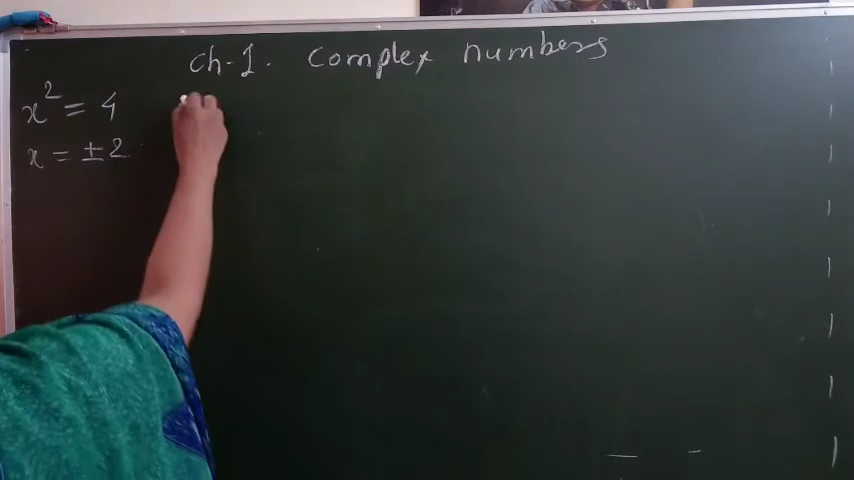 Ch-1. Complex numbers
x² = 4
x = ±2